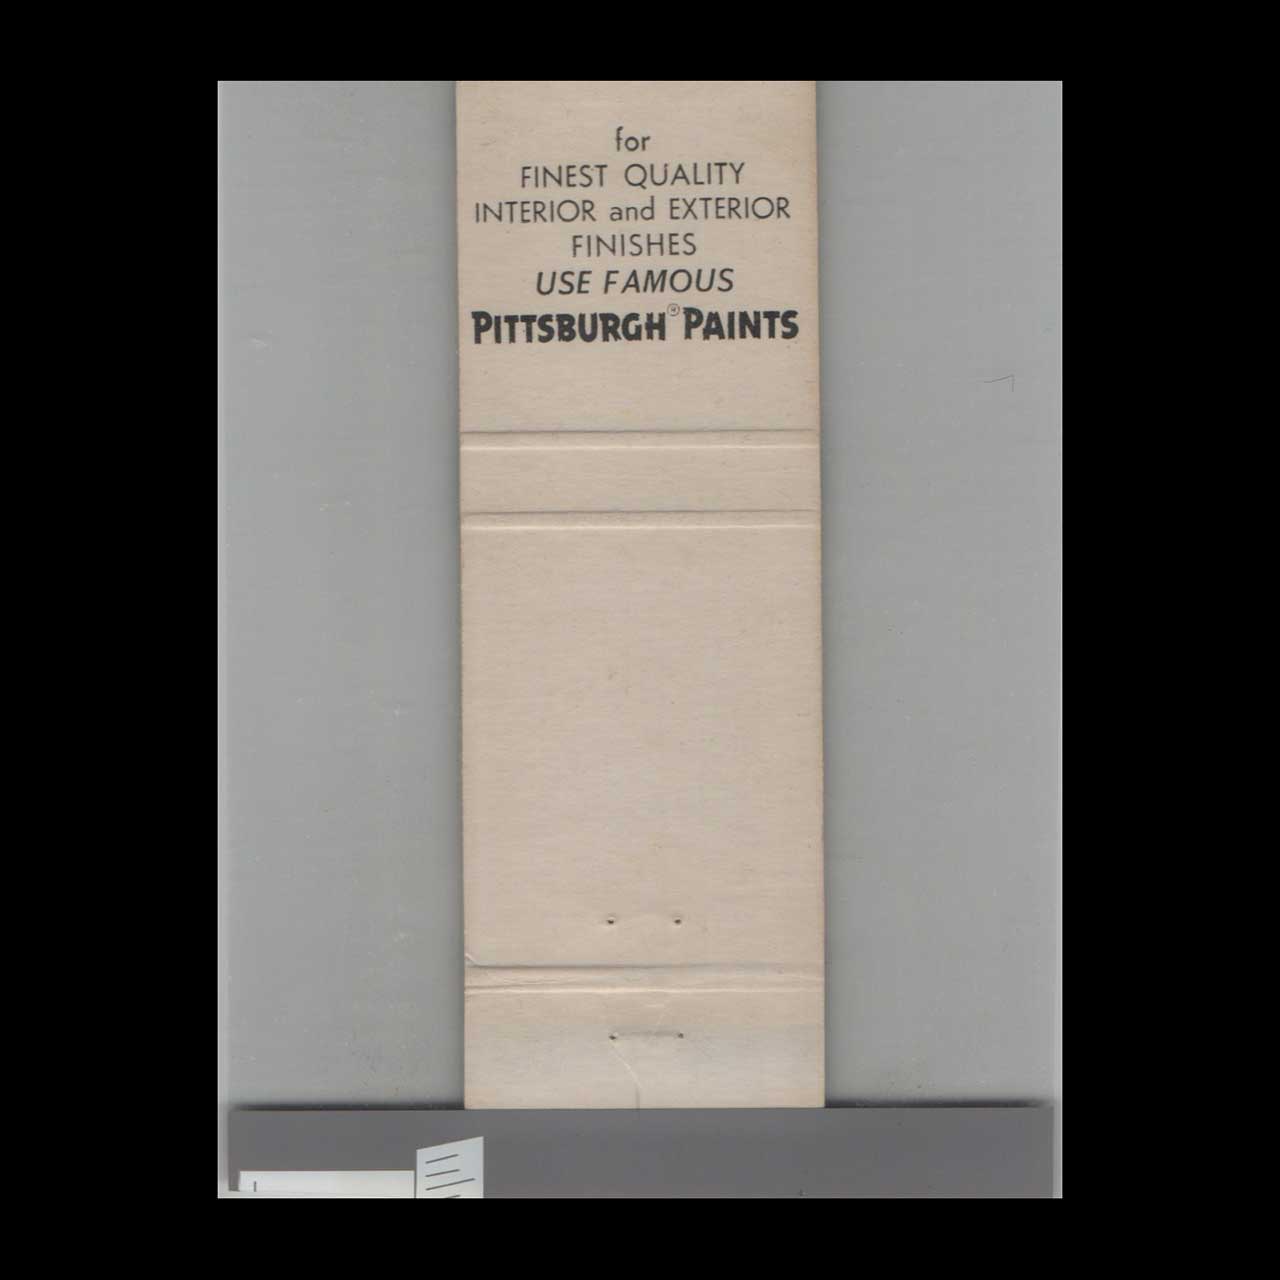 for
FINEST QUALITY
INTERIOR and EXTERIOR
FINISHES
USE FAMOUS
PITTSBURGH® PAINTS